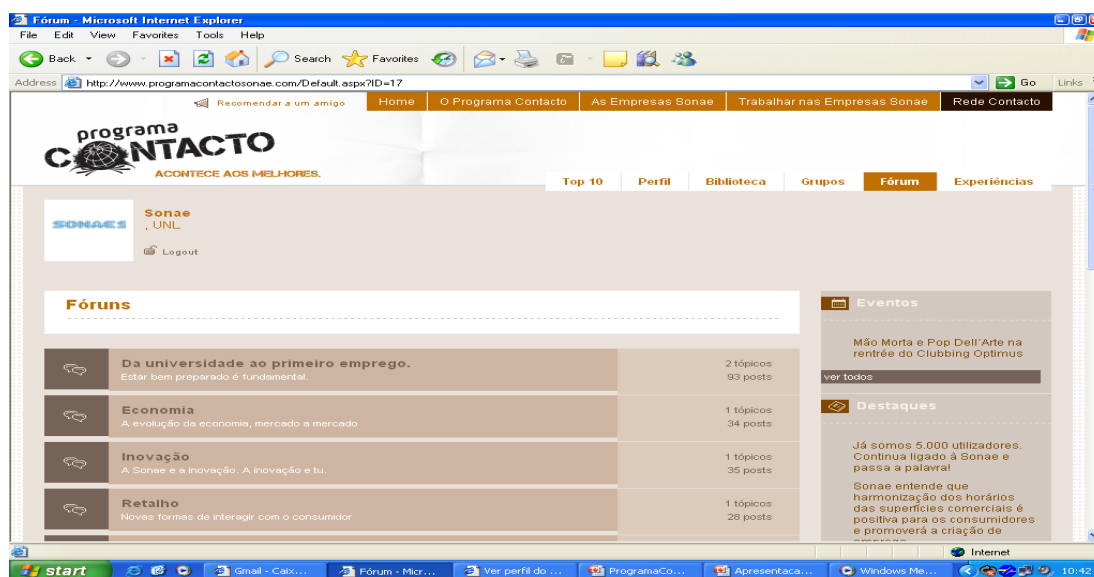 Fórum - Microsoft Internet Explorer
File Edit View Favorites Tools Help
Back Search Favorites
Address http://www.programacontactosonae.com/Default.aspx?ID=17 Go Links
Recomendar a um amigo Home O Programa Contacto As Empresas Sonae Trabalhar nas Empresas Sonae Rede Contacto
programa
CONTACTO
ACONTECE AOS MELHORES.
Top 10 Perfil Biblioteca Grupos Fórum Experiências
SONAE
Sonae
, UNL
Logout
Fóruns
Da universidade ao primeiro emprego.
Estar bem preparado é fundamental.
2 tópicos
93 posts
Economia
A evolução da economia, mercado a mercado
1 tópicos
34 posts
Inovação
A Sonae e a inovação. A inovação e tu.
1 tópicos
35 posts
Retalho
Novas formas de interagir com o consumidor
1 tópicos
28 posts
Eventos
Mão Morta e Pop Dell'Arte na
rentrée do Clubbing Optimus
ver todos
Destaques
Já somos 5.000 utilizadores.
Continua ligado à Sonae e
passa a palavra!
Sonae entende que
harmonização dos horários
das superfícies comerciais é
positiva para os consumidores
e promoverá a criação de
Internet
start Gmail - Caix... Fórum - Micr... Ver perfil do ... ProgramaCo... Apresentaca... Windows Me... 10:42